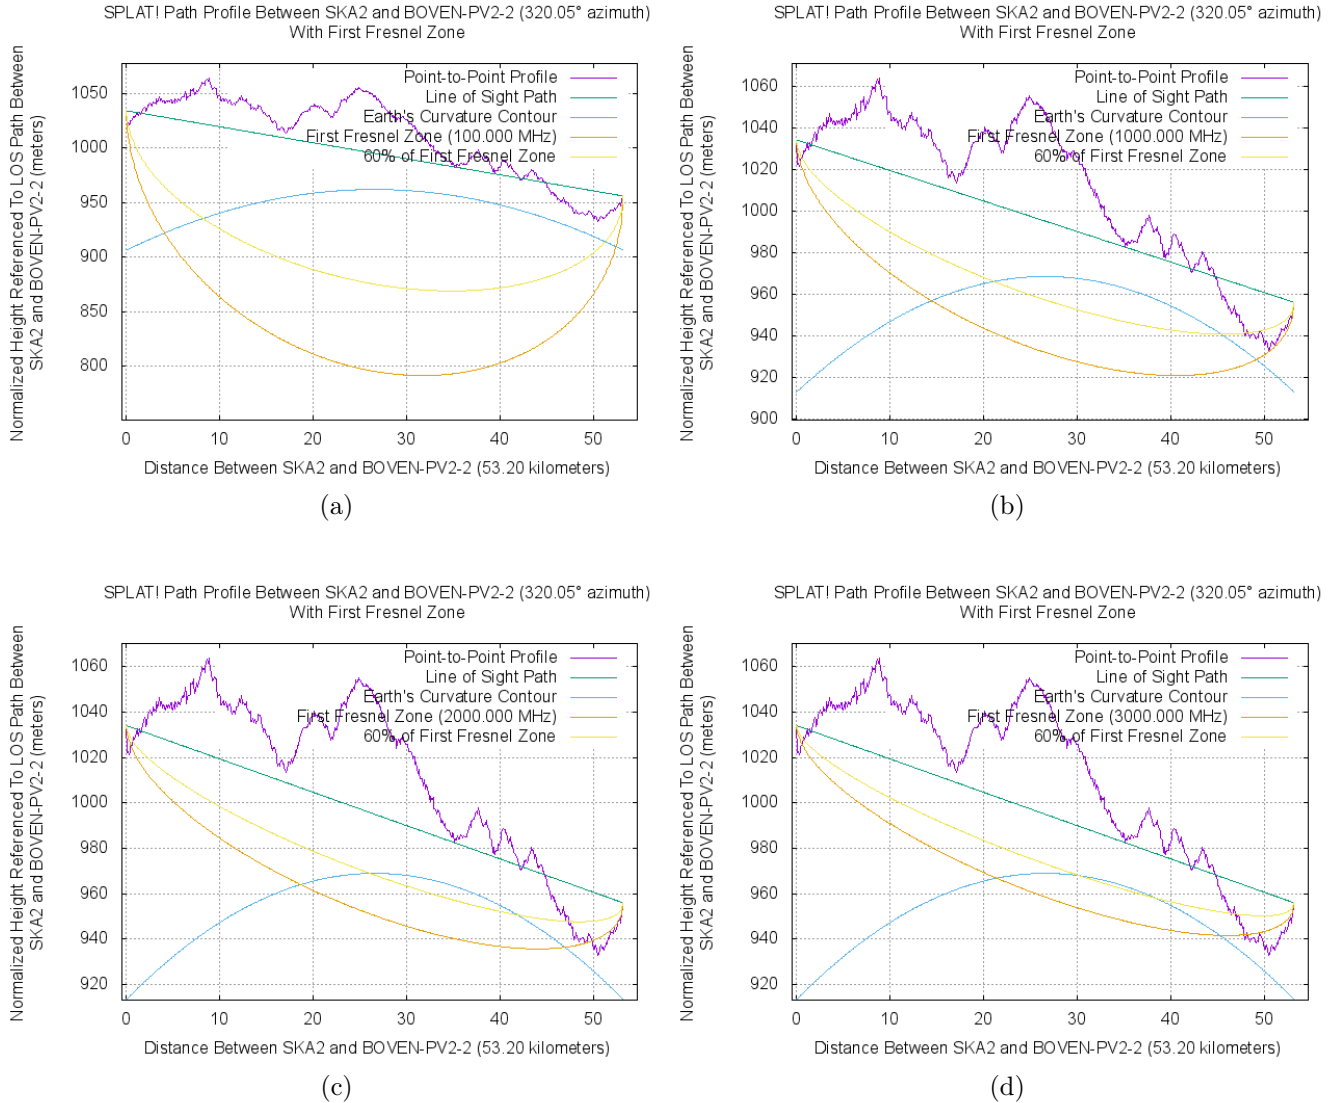 SPLAT! Path Profile Between SKA2 and BOVEN-PV2-2 (320.05° azimuth)
With First Fresnel Zone
Normalized Height Referenced To LOS Path Between
SKA2 and BOVEN-PV2-2 (meters)
Point-to-Point Profile
Line of Sight Path
Earth's Curvature Contour
First Fresnel Zone (100.000 MHz)
60% of First Fresnel Zone
1050
1000
950
900
850
800
0 10 20 30 40 50
Distance Between SKA2 and BOVEN-PV2-2 (53.20 kilometers)
(a)
SPLAT! Path Profile Between SKA2 and BOVEN-PV2-2 (320.05° azimuth)
With First Fresnel Zone
Normalized Height Referenced To LOS Path Between
SKA2 and BOVEN-PV2-2 (meters)
Point-to-Point Profile
Line of Sight Path
Earth's Curvature Contour
First Fresnel Zone (1000.000 MHz)
60% of First Fresnel Zone
1060
1040
1020
1000
980
960
940
920
900
0 10 20 30 40 50
Distance Between SKA2 and BOVEN-PV2-2 (53.20 kilometers)
(b)
SPLAT! Path Profile Between SKA2 and BOVEN-PV2-2 (320.05° azimuth)
With First Fresnel Zone
Normalized Height Referenced To LOS Path Between
SKA2 and BOVEN-PV2-2 (meters)
Point-to-Point Profile
Line of Sight Path
Earth's Curvature Contour
First Fresnel Zone (2000.000 MHz)
60% of First Fresnel Zone
1060
1040
1020
1000
980
960
940
920
0 10 20 30 40 50
Distance Between SKA2 and BOVEN-PV2-2 (53.20 kilometers)
(c)
SPLAT! Path Profile Between SKA2 and BOVEN-PV2-2 (320.05° azimuth)
With First Fresnel Zone
Normalized Height Referenced To LOS Path Between
SKA2 and BOVEN-PV2-2 (meters)
Point-to-Point Profile
Line of Sight Path
Earth's Curvature Contour
First Fresnel Zone (3000.000 MHz)
60% of First Fresnel Zone
1060
1040
1020
1000
980
960
940
920
0 10 20 30 40 50
Distance Between SKA2 and BOVEN-PV2-2 (53.20 kilometers)
(d)